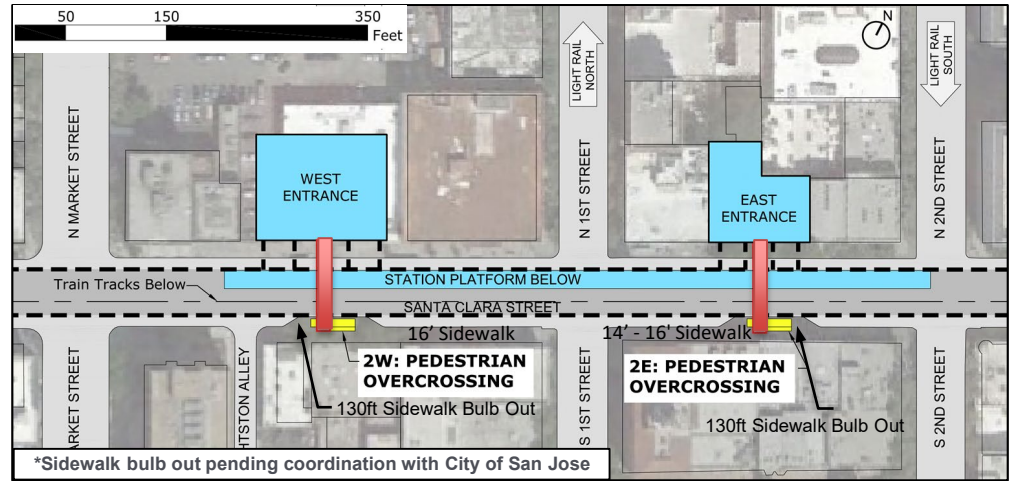 50 150 350
Feet
N
N MARKET STREET
LIGHT RAIL
NORTH
N 1ST STREET
LIGHT RAIL
SOUTH
N 2ND STREET
WEST
ENTRANCE
EAST
ENTRANCE
STATION PLATFORM BELOW
Train Tracks Below
SANTA CLARA STREET
16' Sidewalk
14' - 16' Sidewalk
2W: PEDESTRIAN
OVERCROSSING
2E: PEDESTRIAN
OVERCROSSING
130ft Sidewalk Bulb Out
130ft Sidewalk Bulb Out
ARKET STREET
HTSTON ALLEY
S 1ST STREET
S 2ND STREET
*Sidewalk bulb out pending coordination with City of San Jose